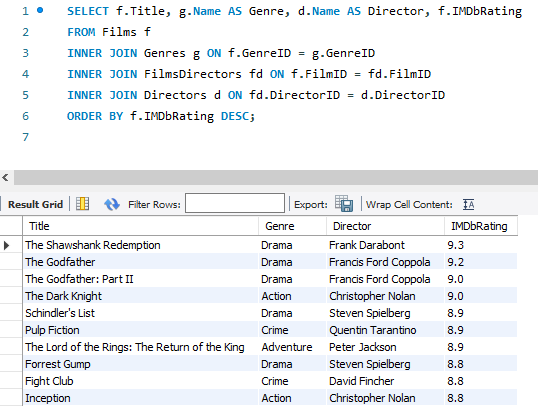 1 SELECT f.Title, g.Name AS Genre, d.Name AS Director, f.IMDbRating
2 FROM Films f
3 INNER JOIN Genres g ON f.GenreID = g.GenreID
4 INNER JOIN FilmsDirectors fd ON f.FilmID = fd.FilmID
5 INNER JOIN Directors d ON fd.DirectorID = d.DirectorID
6 ORDER BY f.IMDbRating DESC;
7
Result Grid Filter Rows: Export: Wrap Cell Content: IA
Title Genre Director IMDbRating
The Shawshank Redemption Drama Frank Darabont 9.3
The Godfather Drama Francis Ford Coppola 9.2
The Godfather: Part II Drama Francis Ford Coppola 9.0
The Dark Knight Action Christopher Nolan 9.0
Schindler's List Drama Steven Spielberg 8.9
Pulp Fiction Crime Quentin Tarantino 8.9
The Lord of the Rings: The Return of the King Adventure Peter Jackson 8.9
Forrest Gump Drama Steven Spielberg 8.8
Fight Club Crime David Fincher 8.8
Inception Action Christopher Nolan 8.8